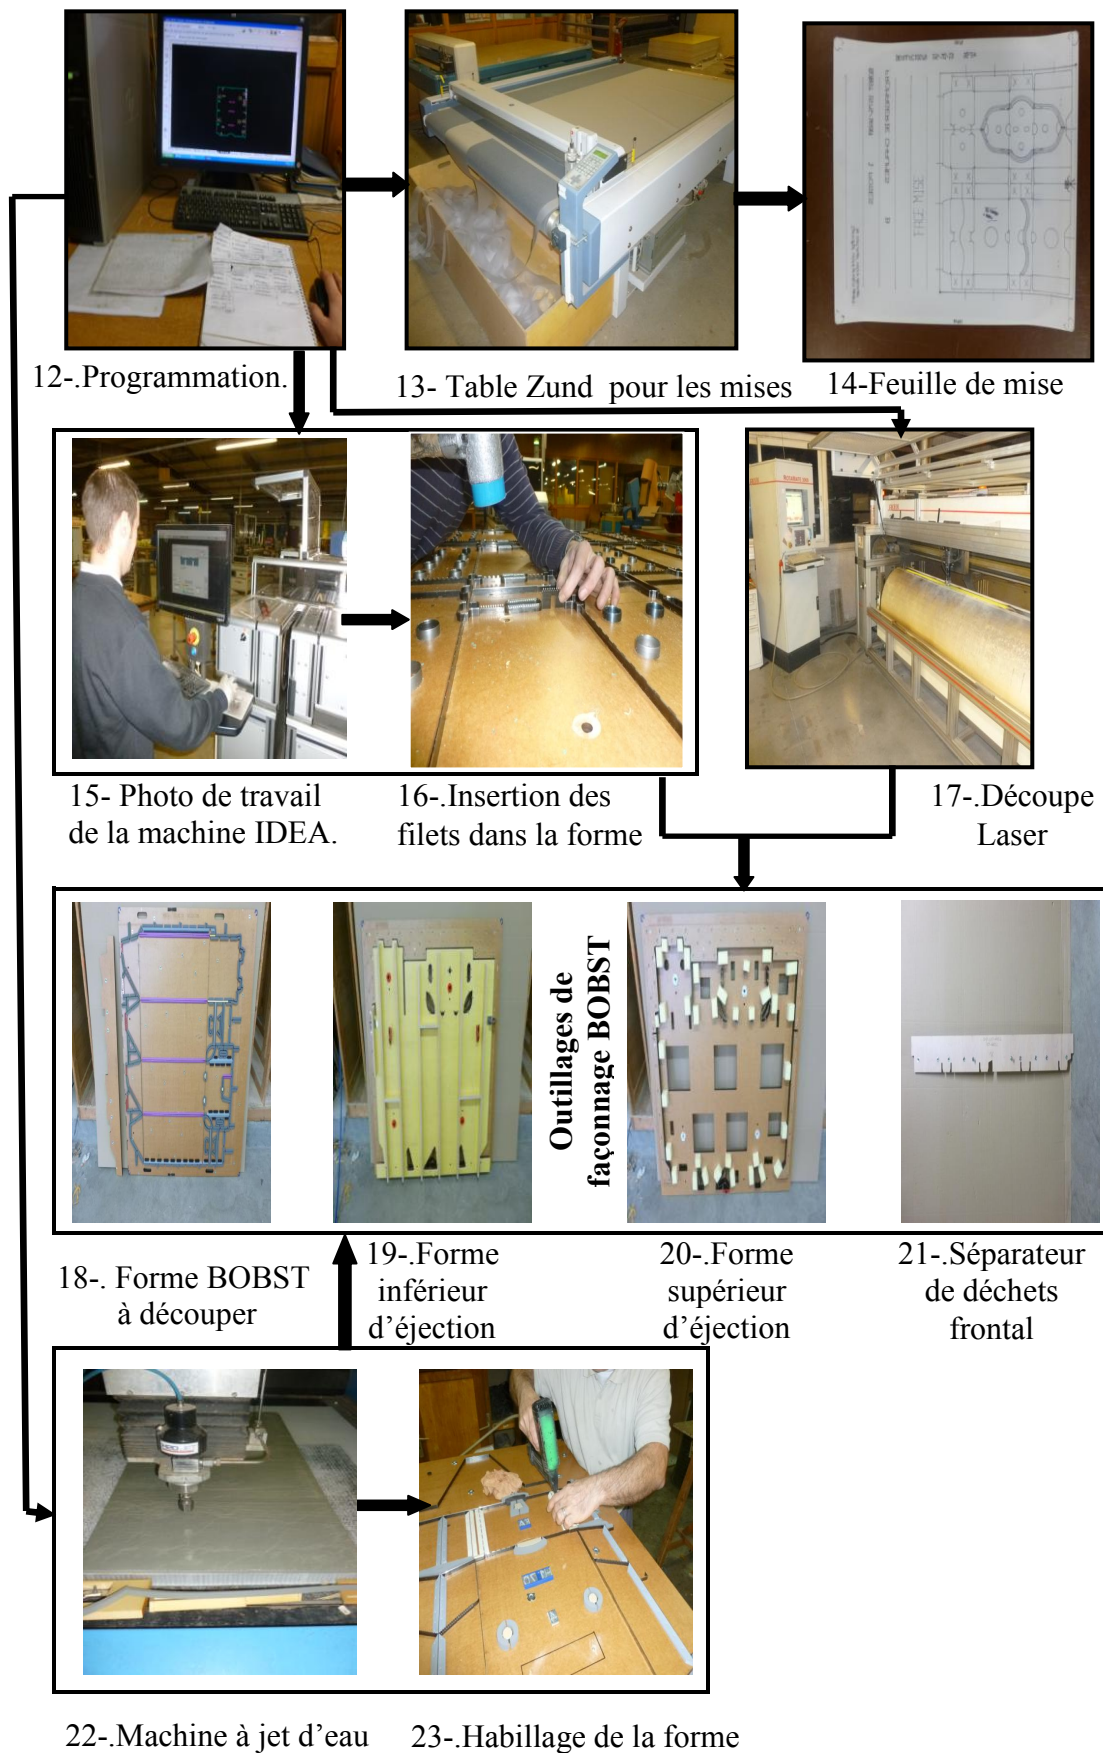 12-.Programmation.
13- Table Zund  pour les mises
14-Feuille de mise
FACE MISE
15- Photo de travail
de la machine IDEA.
16-.Insertion des
filets dans la forme
17-.Découpe
Laser
Outillages de
façonnage BOBST
18-. Forme BOBST
à découper
19-.Forme
inférieur
d’éjection
20-.Forme
supérieur
d’éjection
21-.Séparateur
de déchets
frontal
22-.Machine à jet d’eau
23-.Habillage de la forme